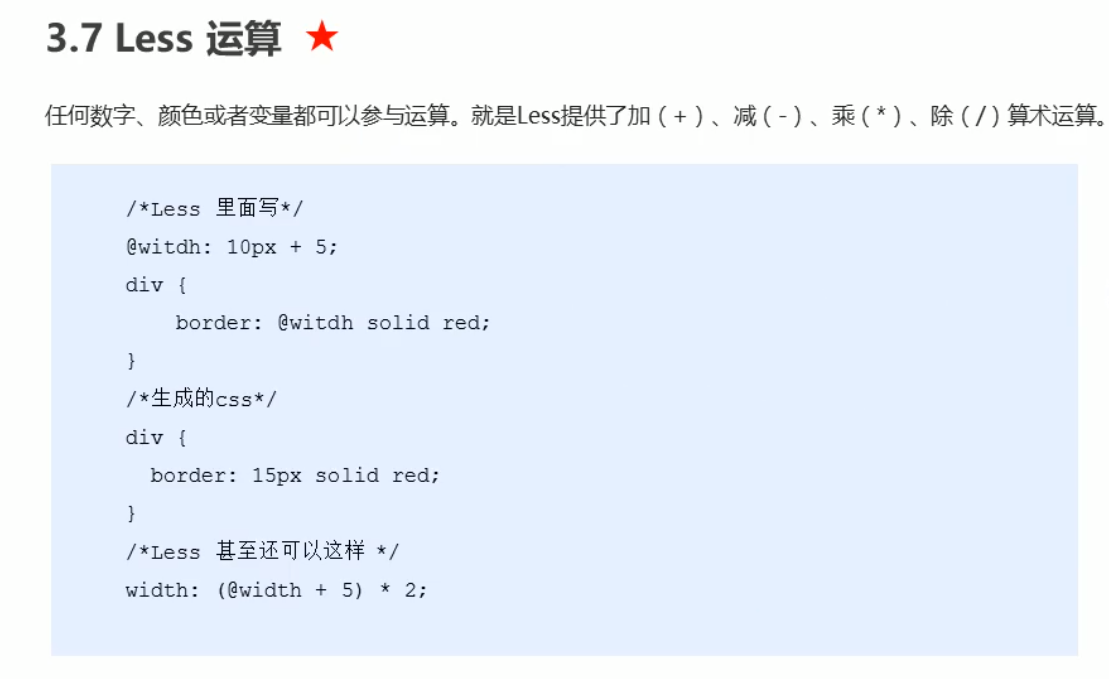 3.7 Less 运算 ★
任何数字、颜色或者变量都可以参与运算。就是Less提供了加（+）、减（-）、乘（*）、除（/）算术运算。
/*Less 里面写*/
@witdh: 10px + 5;
div {
    border: @witdh solid red;
}
/*生成的css*/
div {
  border: 15px solid red;
}
/*Less 甚至还可以这样 */
width: (@width + 5) * 2;